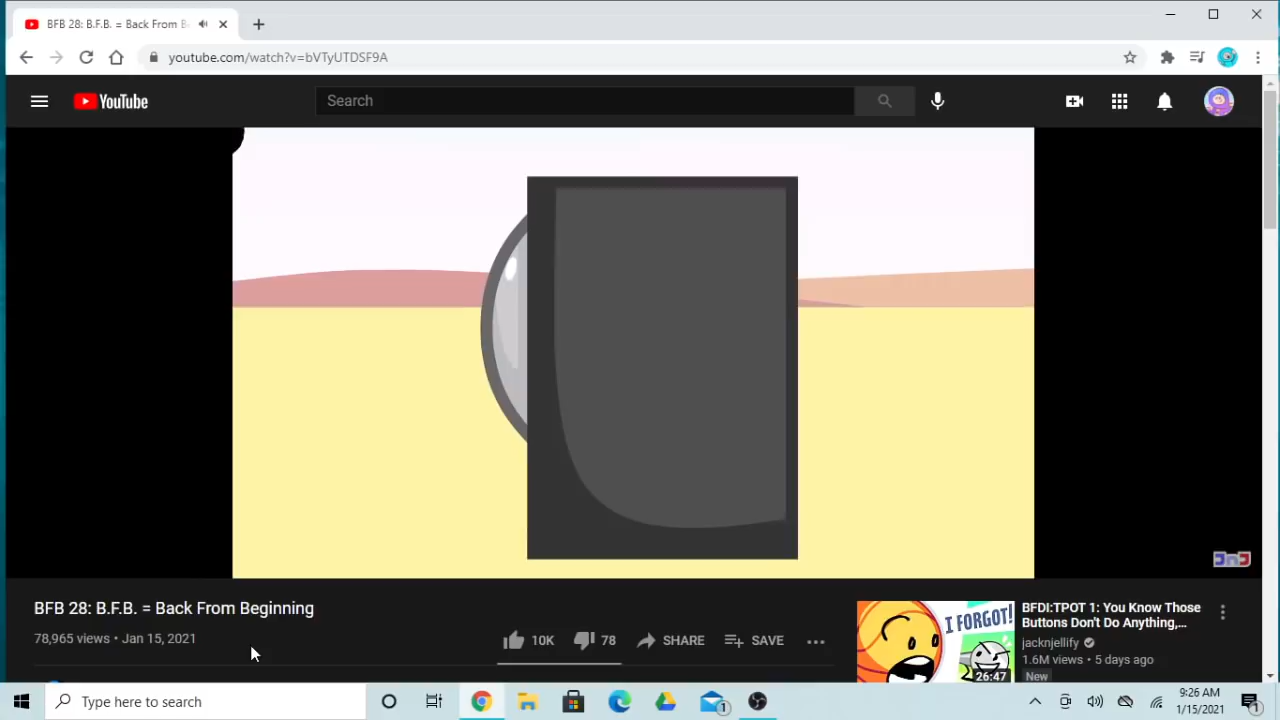 BFB 28: B.F.B. = Back From B
youtube.com/watch?v=bVTyUTDSF9A
YouTube
Search
BFB 28: B.F.B. = Back From Beginning
78,965 views • Jan 15, 2021
10K
78
SHARE
SAVE
I FORGOT!
26:47
BFDI:TPOT 1: You Know Those
Buttons Don't Do Anything,...
jacknjellify
1.6M views • 5 days ago
New
Type here to search
1
9:26 AM
1/15/2021
1